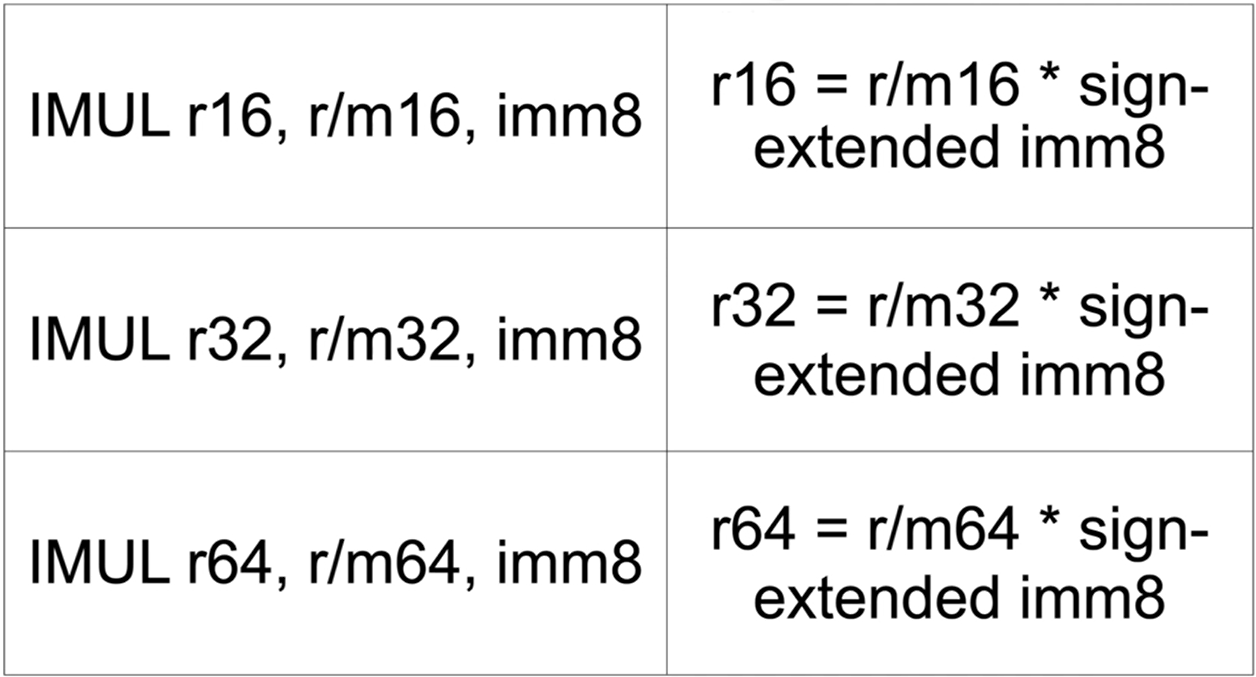 IMUL r16, r/m16, imm8
r16 = r/m16 * sign-
extended imm8
IMUL r32, r/m32, imm8
r32 = r/m32 * sign-
extended imm8
IMUL r64, r/m64, imm8
r64 = r/m64 * sign-
extended imm8